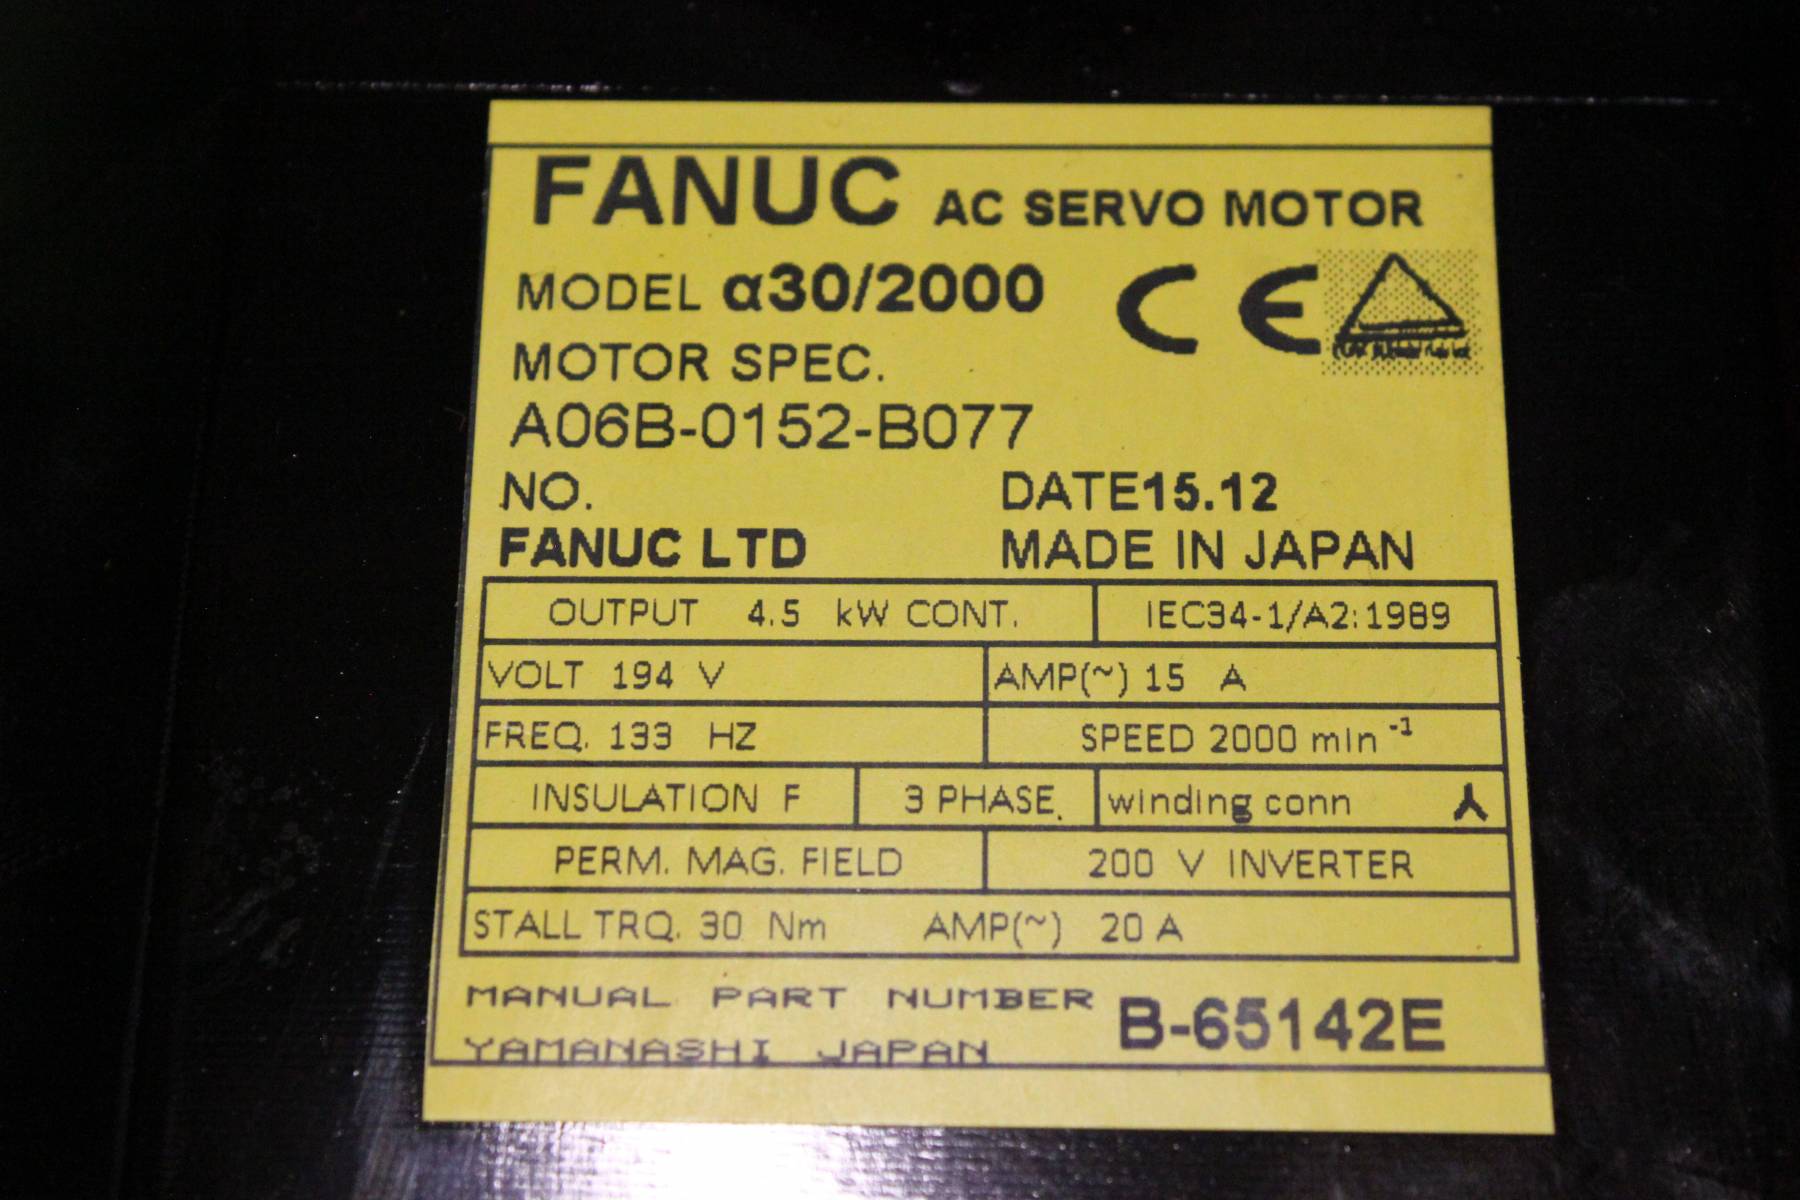 FANUC AC SERVO MOTOR
MODEL α30/2000 CE
MOTOR SPEC.
A06B-0152-B077
NO. DATE15.12
FANUC LTD MADE IN JAPAN
OUTPUT 4.5 kW CONT. IEC34-1/A2:1989
VOLT 194 V AMP(~) 15 A
FREQ. 133 HZ SPEED 2000 min -1
INSULATION F 3 PHASE. winding conn
PERM. MAG. FIELD 200 V INVERTER
STALL TRQ. 30 Nm AMP(~) 20 A
MANUAL PART NUMBER B-65142E
YAMANASHI JAPAN